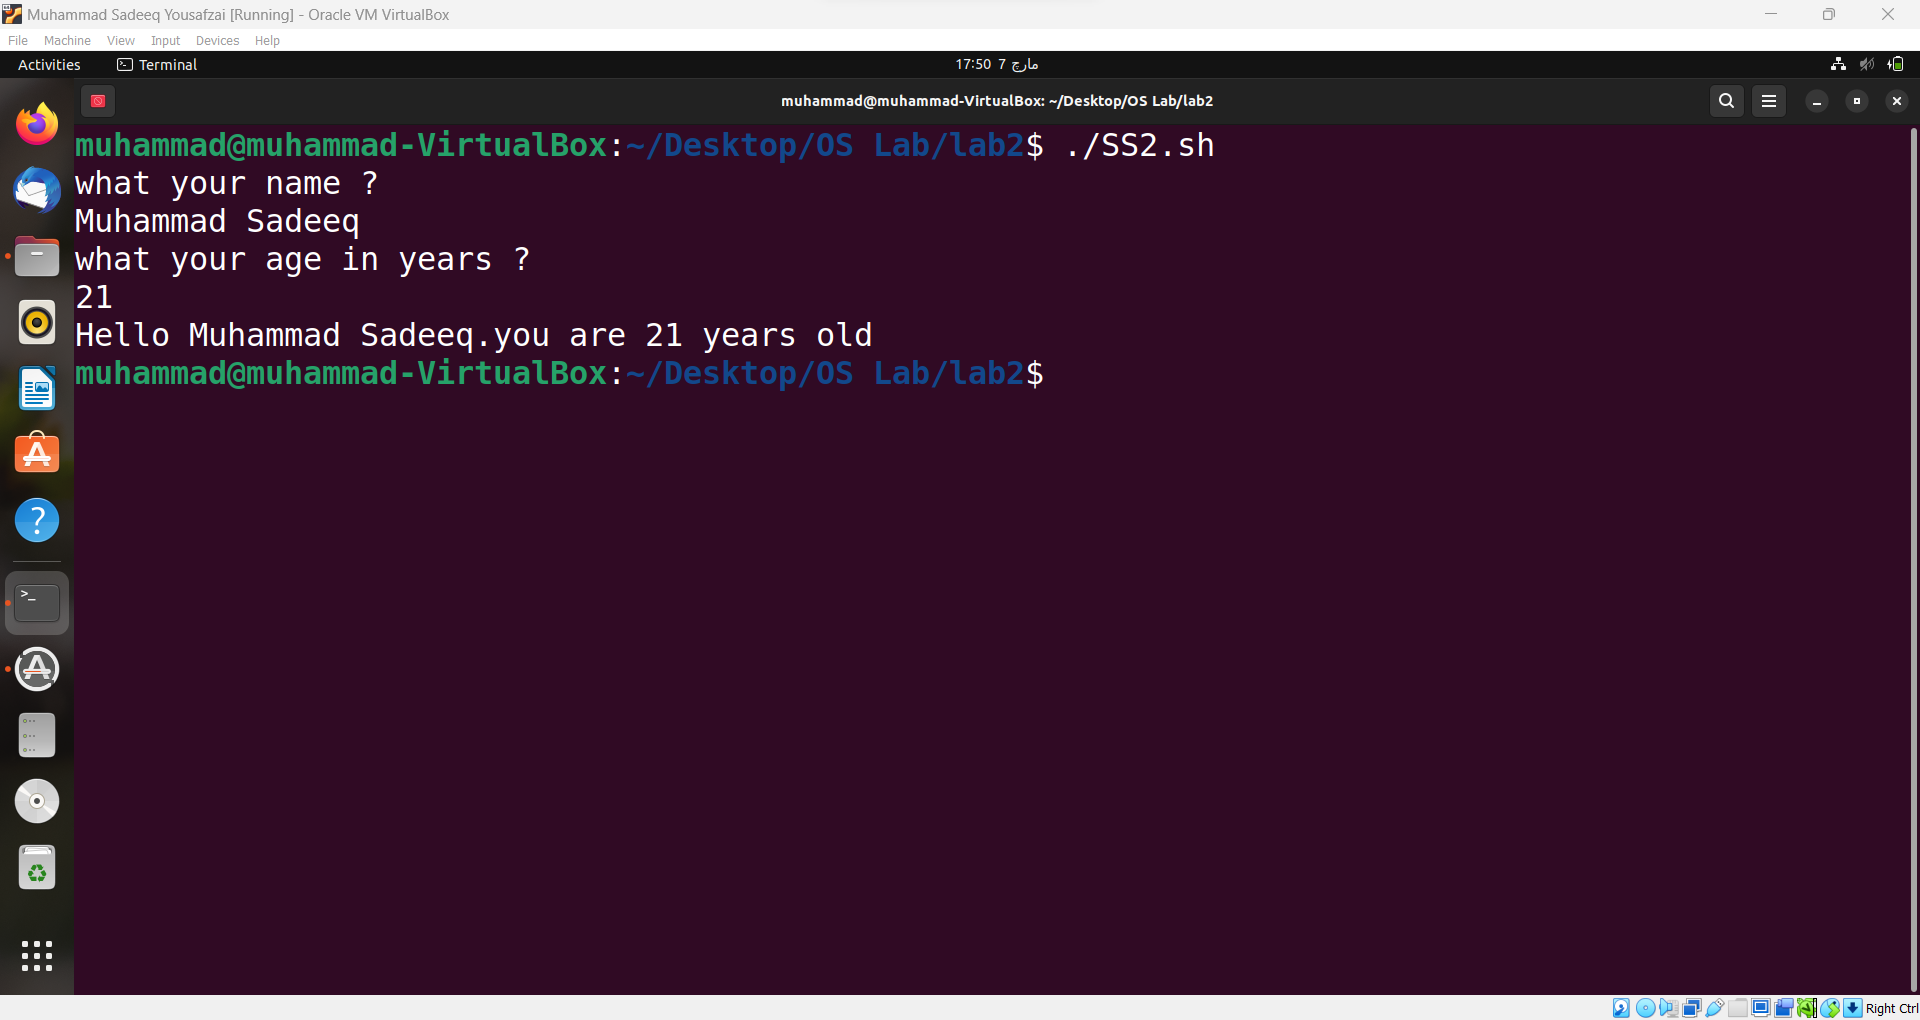 Muhammad Sadeeq Yousafzai [Running] - Oracle VM VirtualBox
File Machine View Input Devices Help
Activities Terminal 17:50 7 مارچ
muhammad@muhammad-VirtualBox: ~/Desktop/OS Lab/lab2
muhammad@muhammad-VirtualBox:~/Desktop/OS Lab/lab2$ ./SS2.sh
what your name ?
Muhammad Sadeeq
what your age in years ?
21
Hello Muhammad Sadeeq.you are 21 years old
muhammad@muhammad-VirtualBox:~/Desktop/OS Lab/lab2$
Right Ctrl